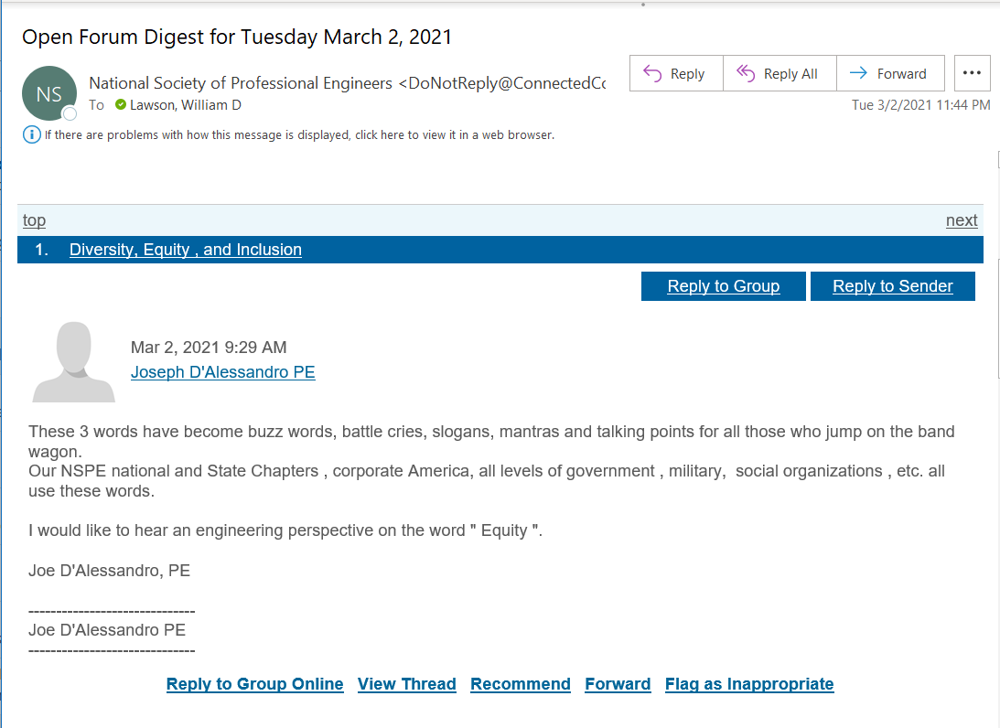 Open Forum Digest for Tuesday March 2, 2021
NS
National Society of Professional Engineers <DoNotReply@ConnectedCo
Reply
Reply All
Forward
To Lawson, William D
Tue 3/2/2021 11:44 PM
If there are problems with how this message is displayed, click here to view it in a web browser.
top
next
1. Diversity, Equity , and Inclusion
Reply to Group
Reply to Sender
Mar 2, 2021 9:29 AM
Joseph D'Alessandro PE
These 3 words have become buzz words, battle cries, slogans, mantras and talking points for all those who jump on the band
wagon.
Our NSPE national and State Chapters , corporate America, all levels of government , military,  social organizations , etc. all
use these words.
I would like to hear an engineering perspective on the word " Equity ".
Joe D'Alessandro, PE
------------------------------
Joe D'Alessandro PE
------------------------------
Reply to Group Online View Thread Recommend Forward Flag as Inappropriate